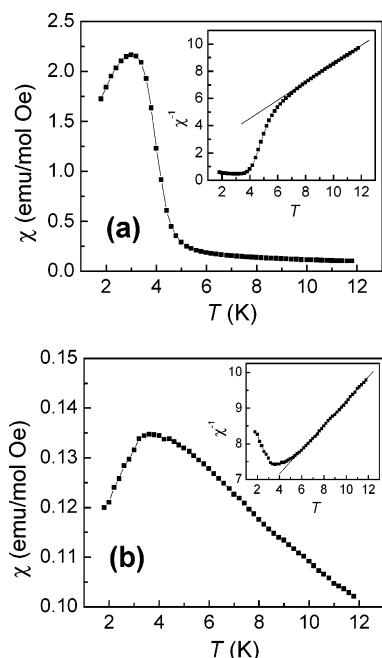 2.5
2.0
1.5
1.0
0.5
0.0
χ (emu/mol Oe)
2 4 6 8 10 12
T (K)
(a)
10
8
6
4
2
0
χ⁻¹
0 2 4 6 8 10 12 14
T
0.15
0.14
0.13
0.12
0.11
0.10
χ (emu/mol Oe)
2 4 6 8 10 12
T (K)
(b)
10
9
8
7
χ⁻¹
2 4 6 8 10 12
T